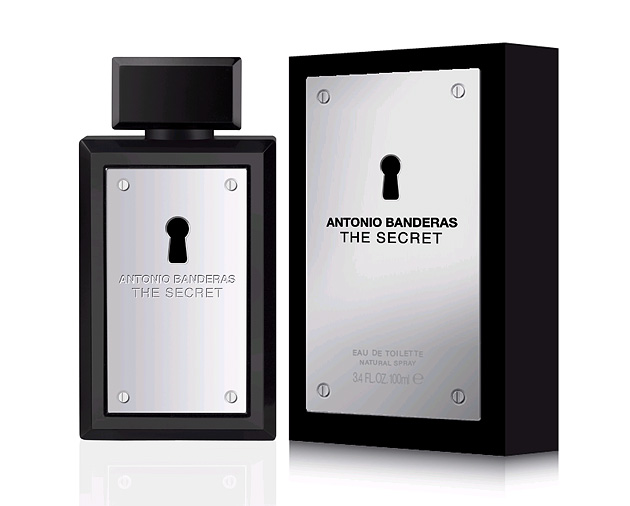 ANTONIO BANDERAS
THE SECRET
ANTONIO BANDERAS
THE SECRET
EAU DE TOILETTE
NATURAL SPRAY
3.4 FL.OZ. 100ml ℮